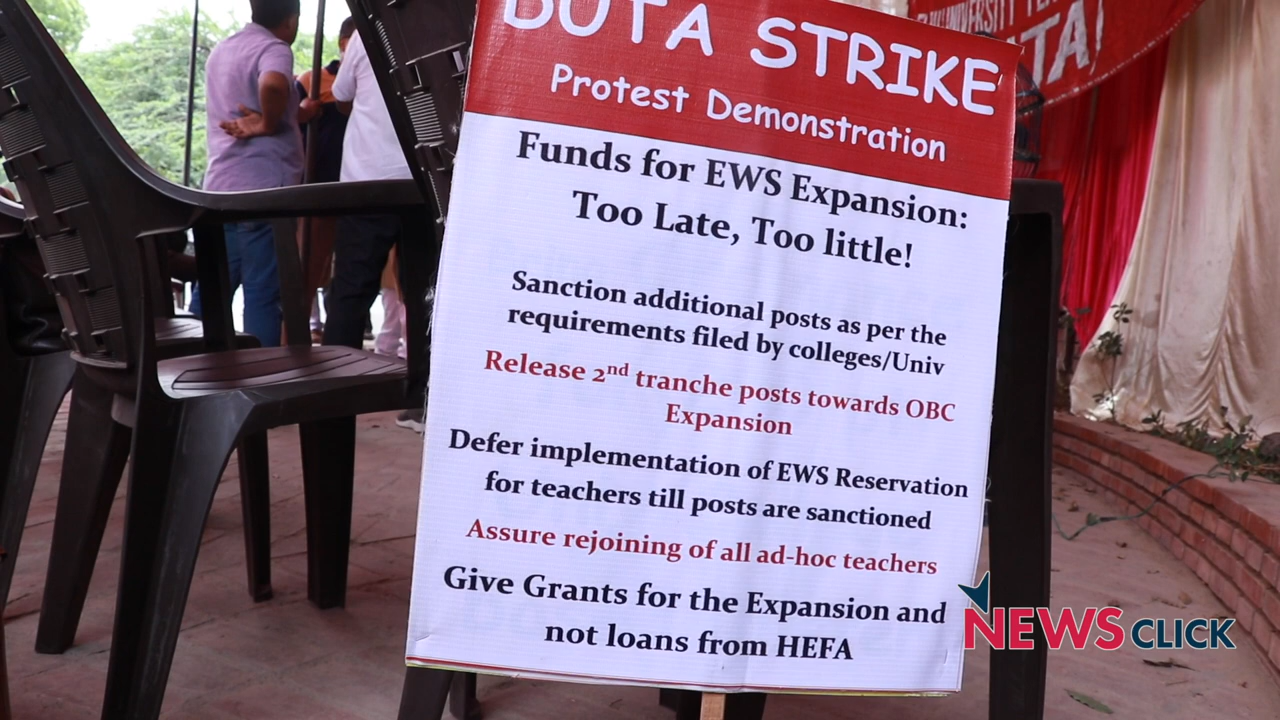 DUTA STRIKE
Protest Demonstration
Funds for EWS Expansion:
Too Late, Too little!
Sanction additional posts as per the
requirements filed by colleges/Univ
Release 2nd tranche posts towards OBC
Expansion
Defer implementation of EWS Reservation
for teachers till posts are sanctioned
Assure rejoining of all ad-hoc teachers
Give Grants for the Expansion and
not loans from HEFA
UNIVERSITY
NEWSCLICK